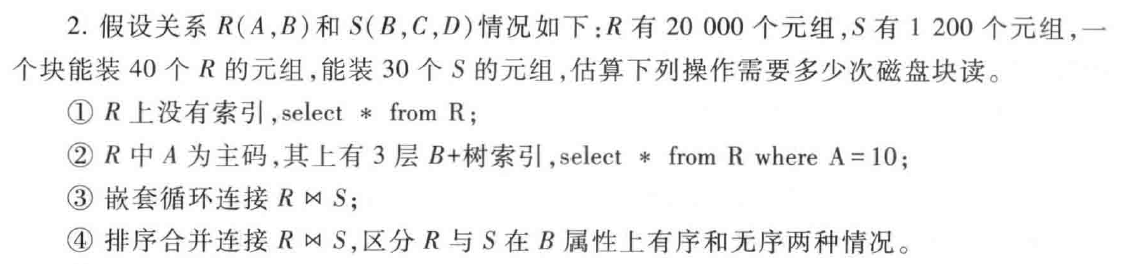 2. 假设关系 R(A,B)和 S(B,C,D)情况如下:R 有 20 000 个元组,S 有 1 200 个元组,一
个块能装 40 个 R 的元组,能装 30 个 S 的元组,估算下列操作需要多少次磁盘块读。
① R 上没有索引,select * from R;
② R 中 A 为主码,其上有 3 层 B+树索引,select * from R where A=10;
③ 嵌套循环连接 R ⋈ S;
④ 排序合并连接 R ⋈ S,区分 R 与 S 在 B 属性上有序和无序两种情况。